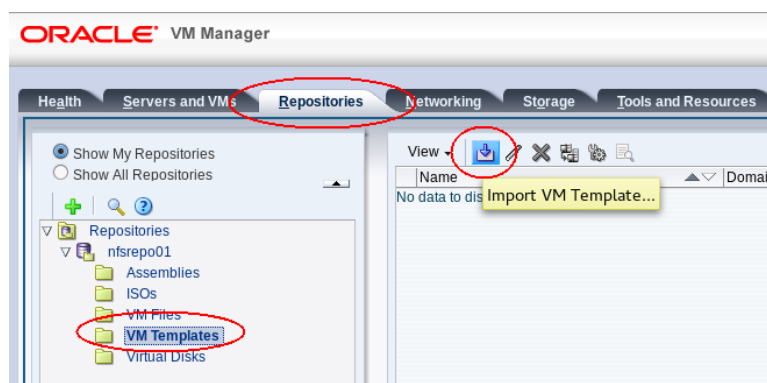 ORACLE VM Manager
Health Servers and VMs Repositories Networking Storage Tools and Resources
Show My Repositories
Show All Repositories
Repositories
nfsrepo01
Assemblies
ISOs
VM Files
VM Templates
Virtual Disks
View
Name Domai
No data to dis
Import VM Template...